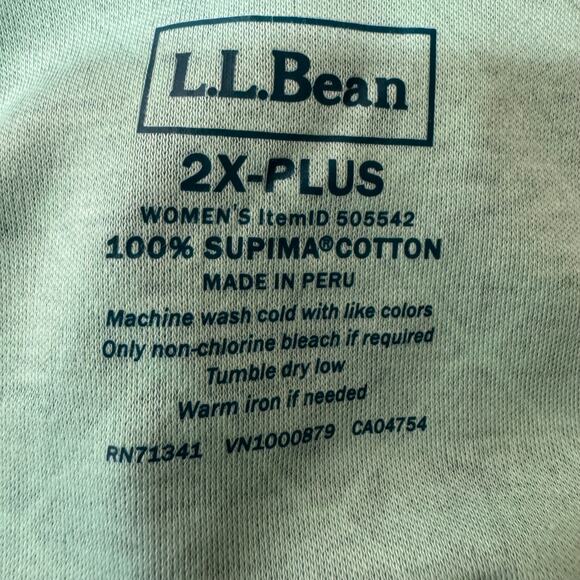 L.L.Bean
2X-PLUS
WOMEN'S ItemID 505542
100% SUPIMA® COTTON
MADE IN PERU
Machine wash cold with like colors
Only non-chlorine bleach if required
Tumble dry low
Warm iron if needed
RN71341 VN1000879 CA04754